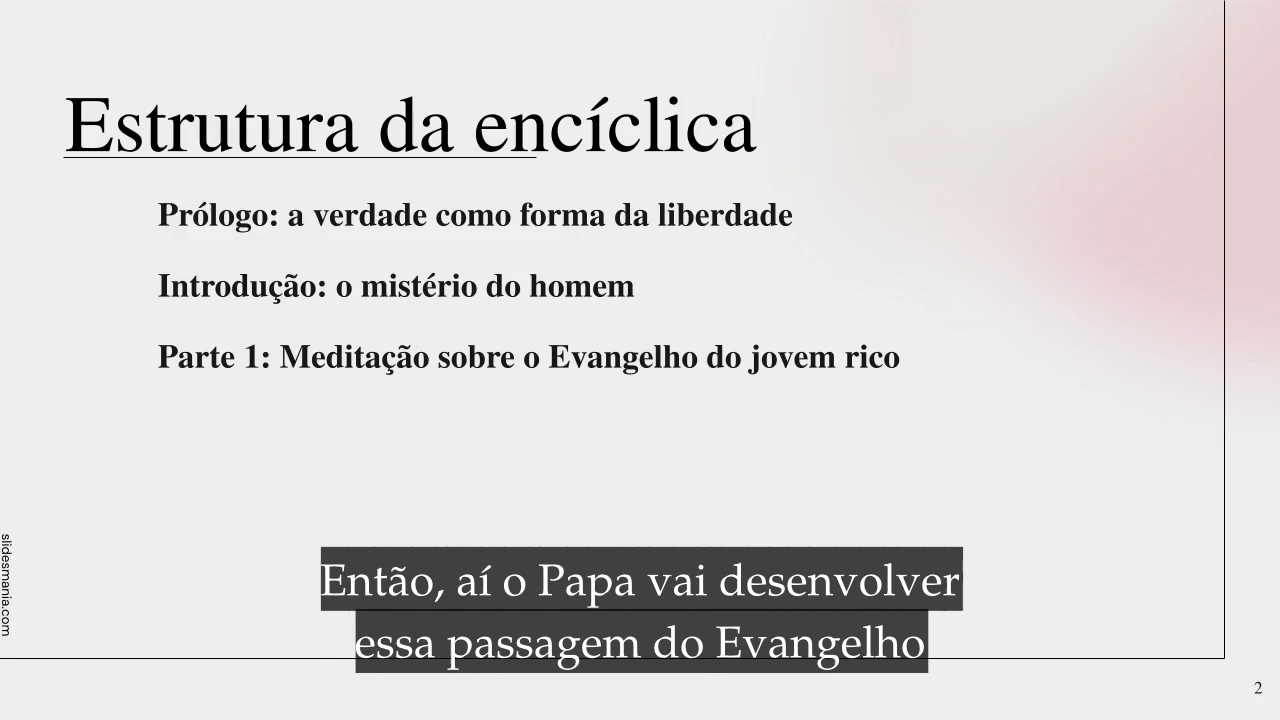 Estrutura da encíclica
Prólogo: a verdade como forma da liberdade
Introdução: o mistério do homem
Parte 1: Meditação sobre o Evangelho do jovem rico
slidesmania.com
Então, aí o Papa vai desenvolver
essa passagem do Evangelho
2